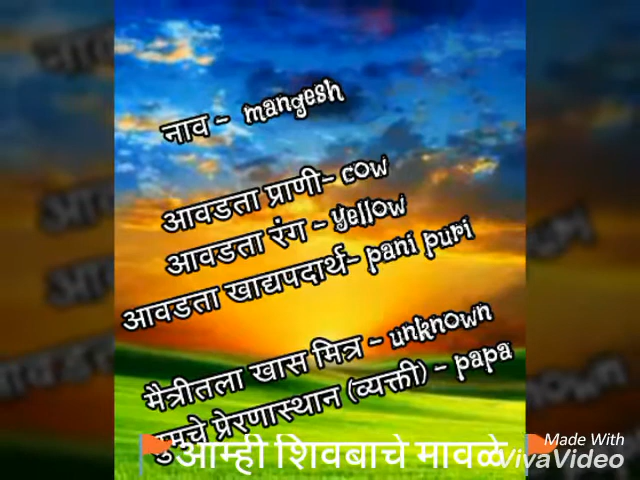 नाव - mangesh
आवडता प्राणी- cow
आवडता रंग - yellow
आवडता खाद्यपदार्थ- pani puri
मैत्रीतला खास मित्र - unknown
तुमचे प्रेरणास्थान (व्यक्ती) - papa
आम्ही शिवबाचे मावळे
Made With
VivaVideo